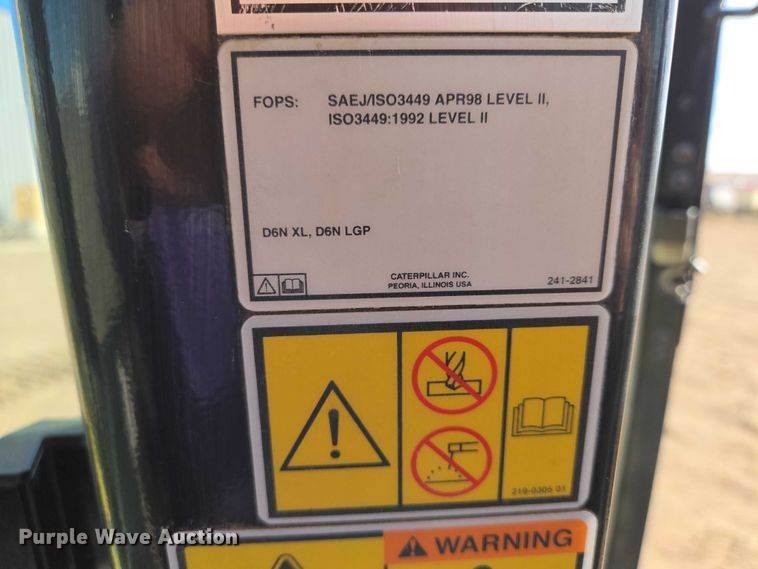 FOPS: SAEJ/ISO3449 APR98 LEVEL II,
ISO3449:1992 LEVEL II
D6N XL, D6N LGP
CATERPILLAR INC.
PEORIA, ILLINOIS USA
241-2841
219-0306 01
WARNING
Purple Wave Auction